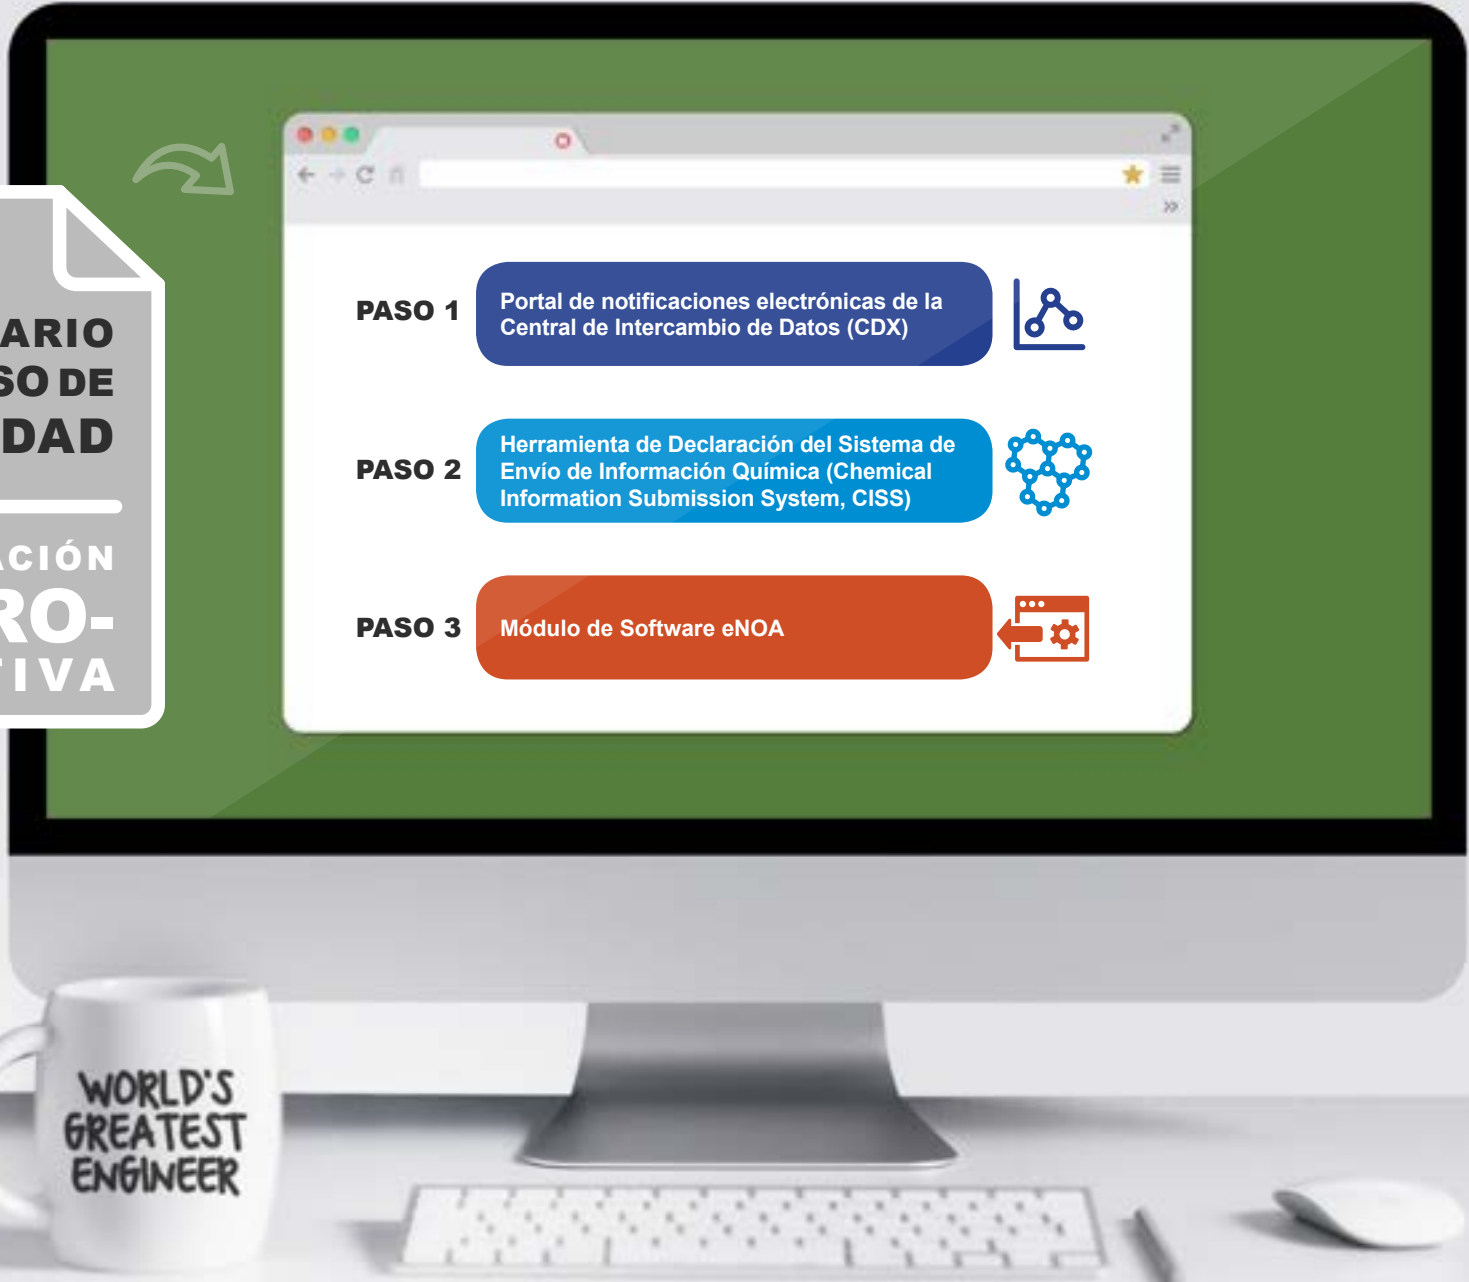 ARIO
SO DE
DAD
ACIÓN
RO-
TIVA
PASO 1
Portal de notificaciones electrónicas de la
Central de Intercambio de Datos (CDX)
PASO 2
Herramienta de Declaración del Sistema de
Envío de Información Química (Chemical
Information Submission System, CISS)
PASO 3
Módulo de Software eNOA
WORLD'S
GREATEST
ENGINEER